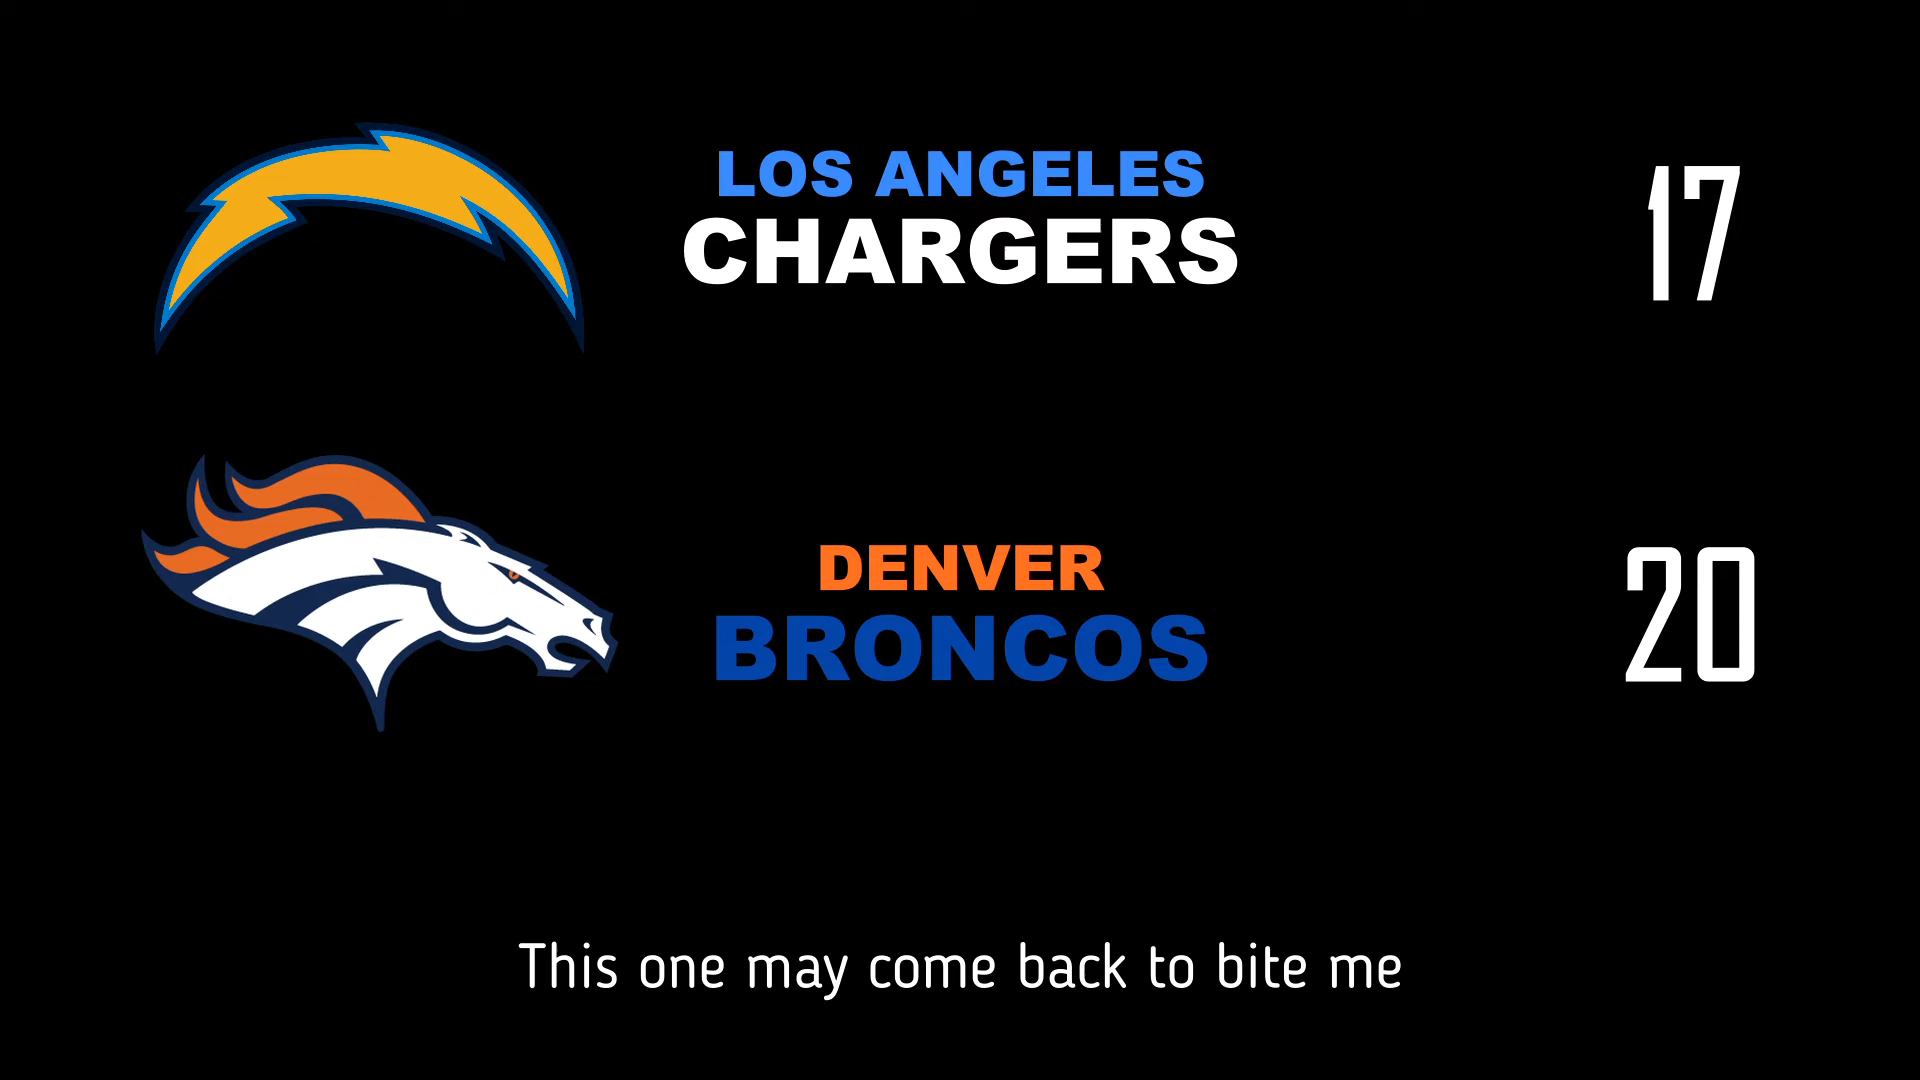 LOS ANGELES
CHARGERS
17
DENVER
BRONCOS
20
This one may come back to bite me